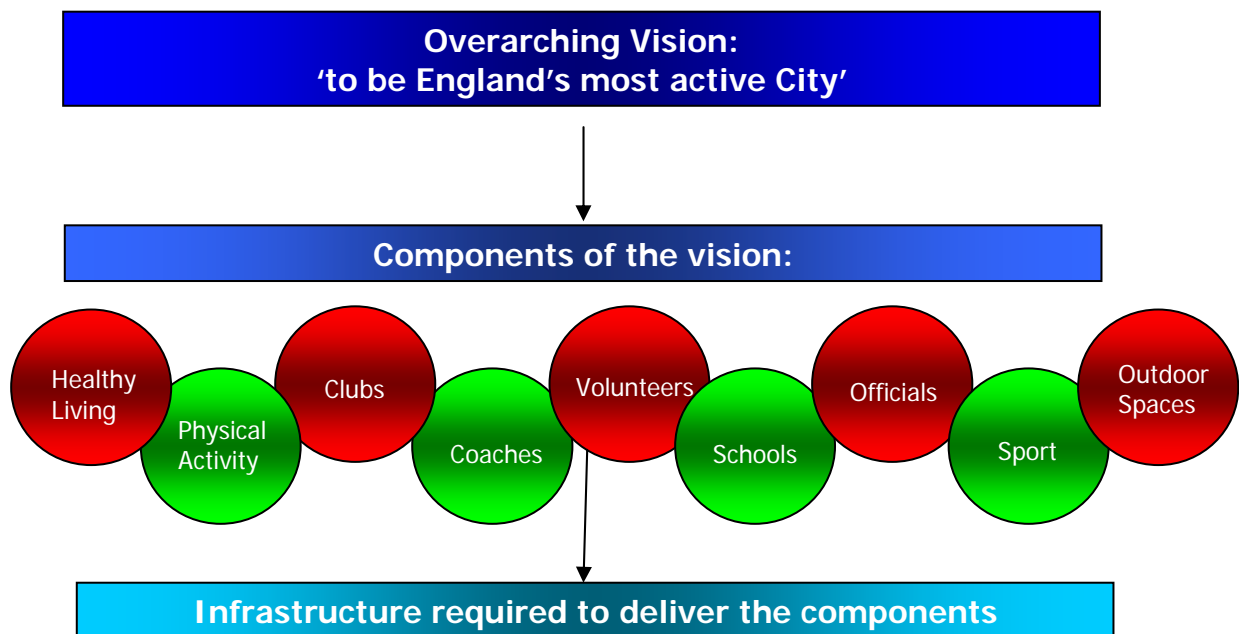 Overarching Vision:
‘to be England’s most active City’
Components of the vision:
Healthy
Living
Physical
Activity
Clubs
Coaches
Volunteers
Schools
Officials
Sport
Outdoor
Spaces
Infrastructure required to deliver the components